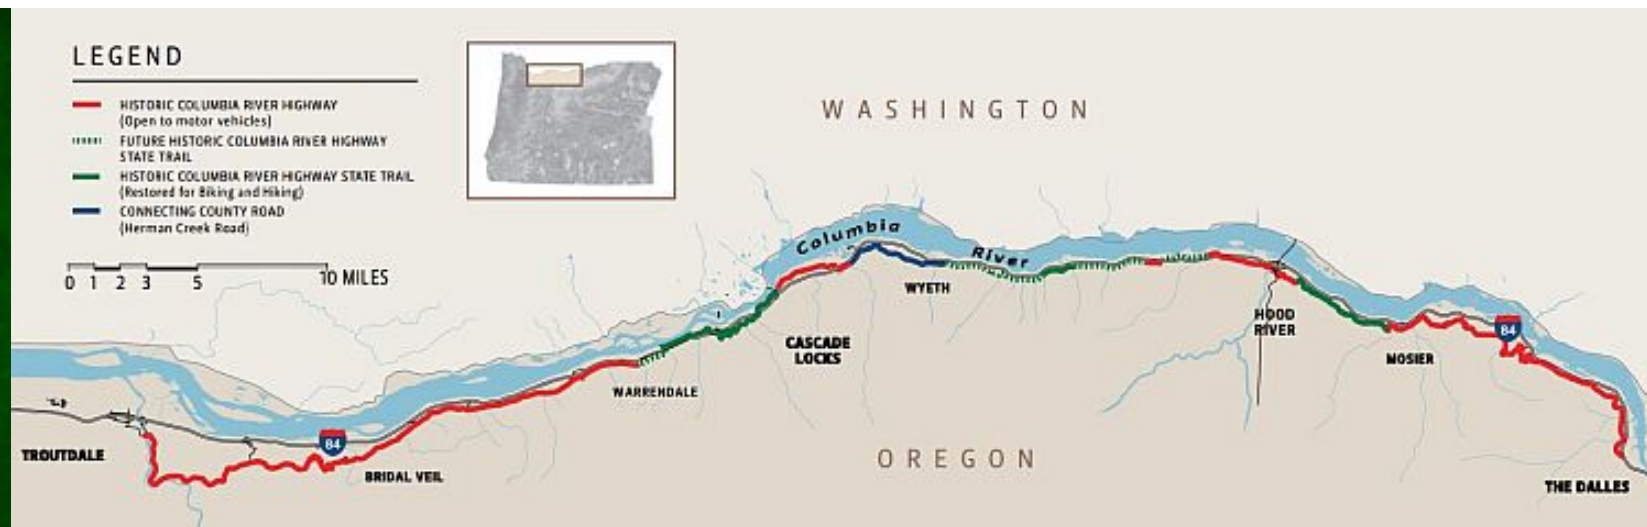 LEGEND
HISTORIC COLUMBIA RIVER HIGHWAY
(Open to motor vehicles)
FUTURE HISTORIC COLUMBIA RIVER HIGHWAY
STATE TRAIL
HISTORIC COLUMBIA RIVER HIGHWAY STATE TRAIL
(Restored for Biking and Hiking)
CONNECTING COUNTY ROAD
(Herman Creek Road)
0 1 2 3 5 10 MILES
WASHINGTON
Columbia
River
WYETH
HOOD
RIVER
CASCADE
LOCKS
84
MOSIER
WARRENDALE
84
TROUTDALE
BRIDAL VEIL
OREGON
THE DALLES